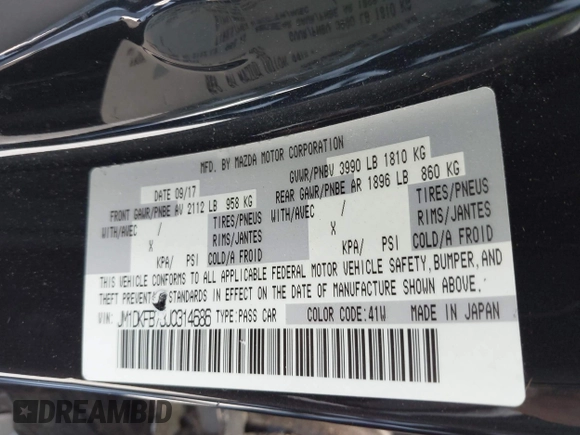 MFD. BY MAZDA MOTOR CORPORATION
DATE 09/17
GVWR/PNBV 3990 LB 1810 KG
FRONT GAWR/PNBE AV 2112 LB 958 KG
REAR GAWR/PNBE AR 1896 LB 860 KG
WITH/AVEC / TIRES/PNEUS WITH/AVEC / TIRES/PNEUS
X RIMS/JANTES X RIMS/JANTES
KPA/ PSI COLD/A FROID KPA/ PSI COLD/A FROID
THIS VEHICLE CONFORMS TO ALL APPLICABLE FEDERAL MOTOR VEHICLE SAFETY, BUMPER, AND
THEFT PREVENTION STANDARDS IN EFFECT ON THE DATE OF MANUFACTURE SHOWN ABOVE.
VIN: TYPE:PASS CAR COLOR CODE:41W MADE IN JAPAN
DREAMBID